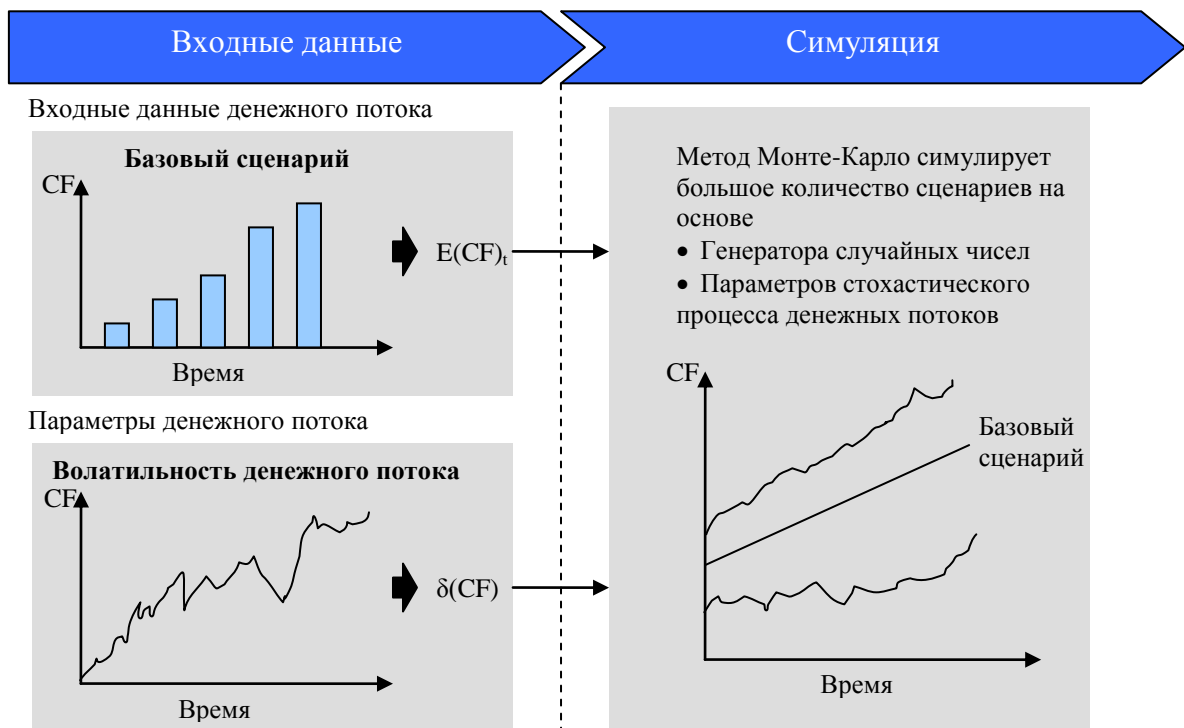 Входные данные
Симуляция
Входные данные денежного потока
Базовый сценарий
CF
E(CF)t
Время
Параметры денежного потока
Волатильность денежного потока
CF
δ(CF)
Время
Метод Монте-Карло симулирует
большое количество сценариев на
основе
• Генератора случайных чисел
• Параметров стохастического
процесса денежных потоков
CF
Базовый
сценарий
Время